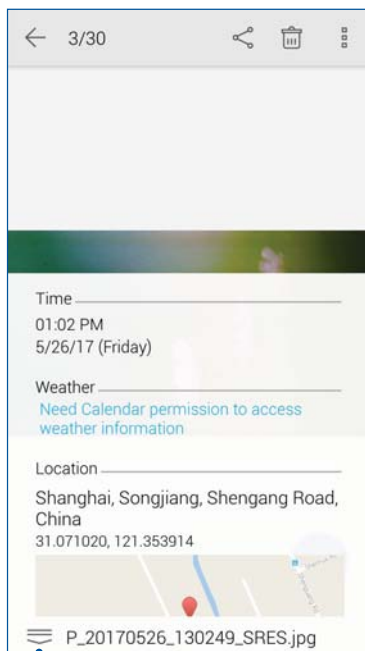 3/30
Time
01:02 PM
5/26/17 (Friday)
Weather
Need Calendar permission to access
weather information
Location
Shanghai, Songjiang, Shengang Road,
China
31.071020, 121.353914
P_20170526_130249_SRES.jpg